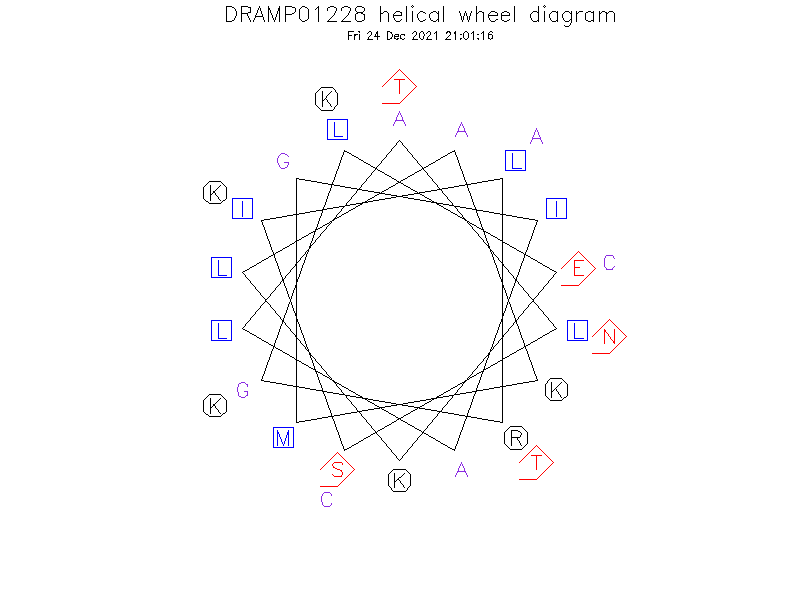 DRAMP01228 helical wheel diagram
Fri 24 Dec 2021 21:01:16
T
K
A
L
A
A
G
L
K
I
I
L
E
C
L
L
N
K
G
K
M
R
T
S
K
A
C